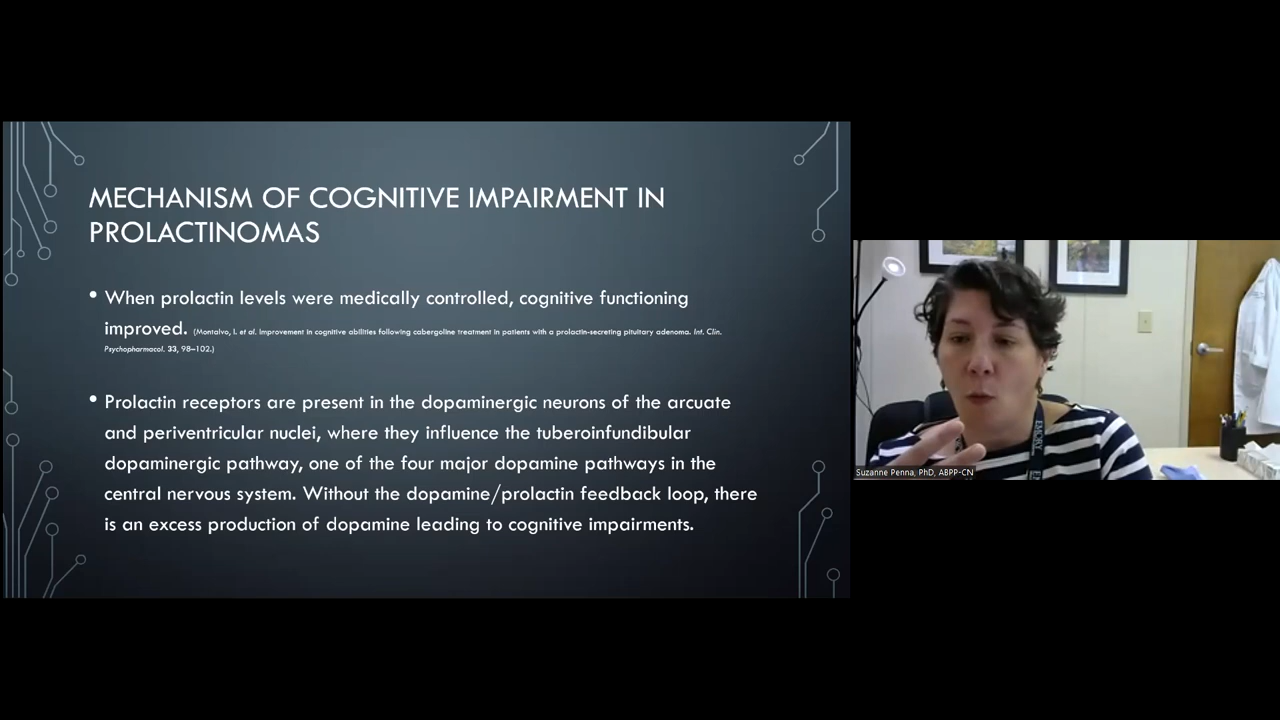 MECHANISM OF COGNITIVE IMPAIRMENT IN
PROLACTINOMAS
• When prolactin levels were medically controlled, cognitive functioning
improved. (Montalvo, I. et al. Improvement in cognitive abilities following cabergoline treatment in patients with a prolactin-secreting pituitary adenoma. Int. Clin.
Psychopharmacol. 33, 98–102.)
• Prolactin receptors are present in the dopaminergic neurons of the arcuate
and periventricular nuclei, where they influence the tuberoinfundibular
dopaminergic pathway, one of the four major dopamine pathways in the
central nervous system. Without the dopamine/prolactin feedback loop, there
is an excess production of dopamine leading to cognitive impairments.
EMORY
Suzanne Penna, PhD, ABPP-CN